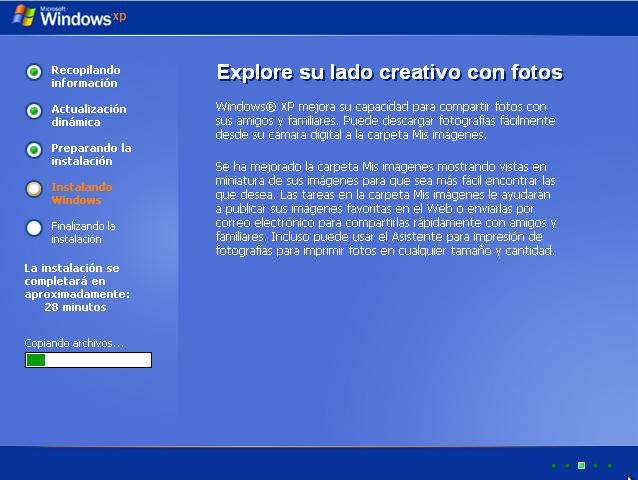 Microsoft
Windows xp
Recopilando
información
Actualización
dinámica
Preparando la
instalación
Instalando
Windows
Finalizando la
instalación
La instalación se
completará en
aproximadamente:
28 minutos
Copiando archivos...
Explore su lado creativo con fotos
Windows® XP mejora su capacidad para compartir fotos con
sus amigos y familiares. Puede descargar fotografías fácilmente
desde su cámara digital a la carpeta Mis imágenes.
Se ha mejorado la carpeta Mis imágenes mostrando vistas en
miniatura de sus imágenes para que sea más fácil encontrar las
que desea. Las tareas en la carpeta Mis imágenes le ayudarán
a publicar sus imágenes favoritas en el Web o enviarlas por
correo electrónico para compartirlas rápidamente con amigos y
familiares. Incluso puede usar el Asistente para impresión de
fotografías para imprimir fotos en cualquier tamaño y cantidad.